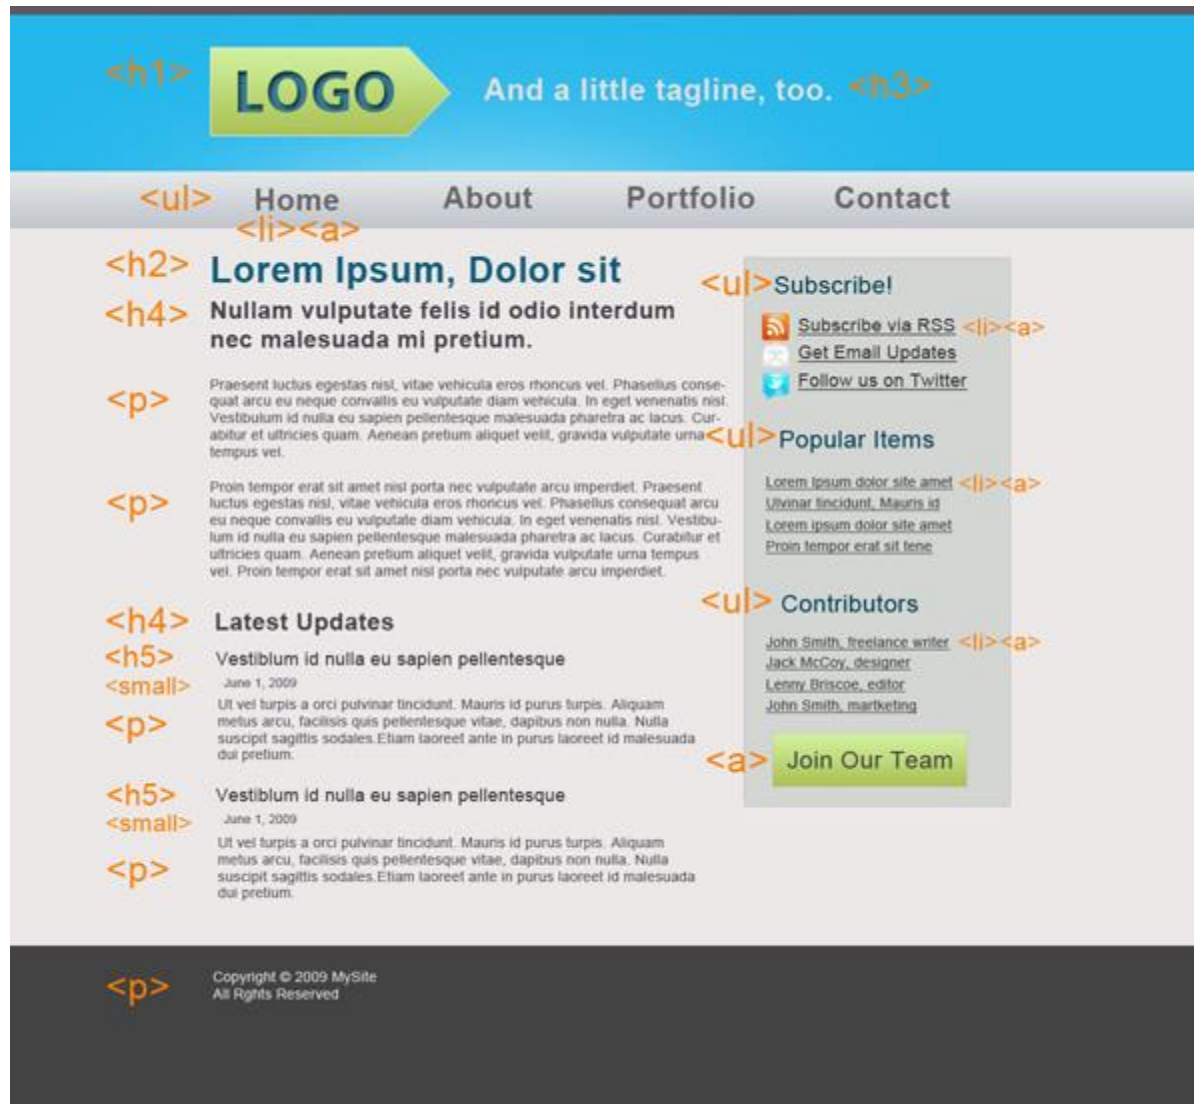 <h1> LOGO And a little tagline, too. <h3>
<ul> Home About Portfolio Contact
<li><a>
<h2> Lorem Ipsum, Dolor sit
<h4> Nullam vulputate felis id odio interdum
nec malesuada mi pretium.
<p> Praesent luctus egestas nisl, vitae vehicula eros rhoncus vel. Phasellus conse-
quat arcu eu neque convallis eu vulputate diam vehicula. In eget venenatis nisl.
Vestibulum id nulla eu sapien pellentesque malesuada pharetra ac lacus. Cur-
abitur et ultricies quam. Aenean pretium aliquet velit, gravida vulputate urna
tempus vel.
<p> Proin tempor erat sit amet nisl porta nec vulputate arcu imperdiet. Praesent
luctus egestas nisl, vitae vehicula eros rhoncus vel. Phasellus consequat arcu
eu neque convallis eu vulputate diam vehicula. In eget venenatis nisl. Vestibu-
lum id nulla eu sapien pellentesque malesuada pharetra ac lacus. Curabitur et
ultricies quam. Aenean pretium aliquet velit, gravida vulputate urna tempus
vel. Proin tempor erat sit amet nisl porta nec vulputate arcu imperdiet.
<h4> Latest Updates
<h5> Vestiblum id nulla eu sapien pellentesque
<small> June 1, 2009
<p> Ut vel turpis a orci pulvinar tincidunt. Mauris id purus turpis. Aliquam
metus arcu, facilisis quis pellentesque vitae, dapibus non nulla. Nulla
suscipit sagittis sodales.Etiam laoreet ante in purus laoreet id malesuada
dui pretium.
<h5> Vestiblum id nulla eu sapien pellentesque
<small> June 1, 2009
<p> Ut vel turpis a orci pulvinar tincidunt. Mauris id purus turpis. Aliquam
metus arcu, facilisis quis pellentesque vitae, dapibus non nulla. Nulla
suscipit sagittis sodales.Etiam laoreet ante in purus laoreet id malesuada
dui pretium.
<ul> Subscribe!
Subscribe via RSS <li><a>
Get Email Updates
Follow us on Twitter
<ul> Popular Items
Lorem Ipsum dolor site amet <li><a>
Ulvinar tincidunt, Mauris id
Lorem ipsum dolor site amet
Proin tempor erat sit tene
<ul> Contributors
John Smith, freelance writer <li><a>
Jack McCoy, designer
Lenny Briscoe, editor
John Smith, martketing
<a> Join Our Team
<p> Copyright © 2009 MySite
All Rghts Reserved